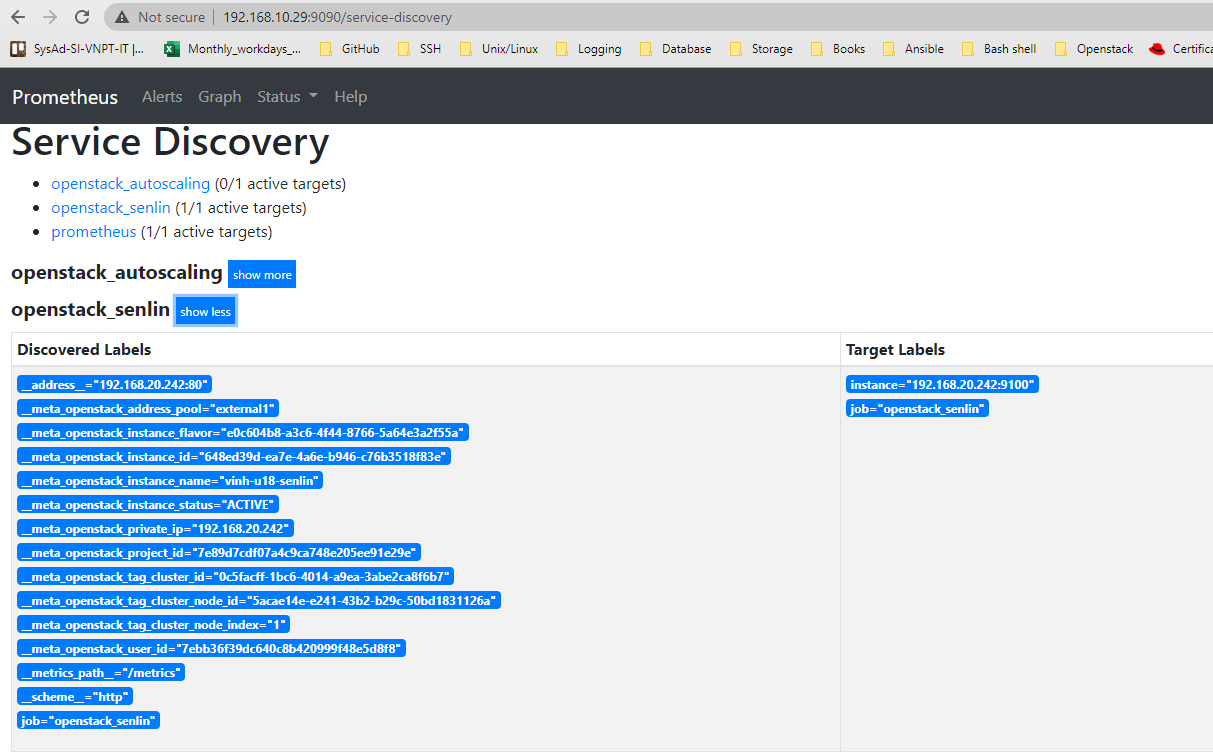 Not secure 192.168.10.29:9090/service-discovery
SysAd-SI-VNPT-IT |... Monthly_workdays_... GitHub SSH Unix/Linux Logging Database Storage Books Ansible Bash shell Openstack Certifica
Prometheus Alerts Graph Status Help
Service Discovery
openstack_autoscaling (0/1 active targets)
openstack_senlin (1/1 active targets)
prometheus (1/1 active targets)
openstack_autoscaling show more
openstack_senlin show less
Discovered Labels Target Labels
__address__="192.168.20.242:80" instance="192.168.20.242:9100"
__meta_openstack_address_pool="external1" job="openstack_senlin"
__meta_openstack_instance_flavor="e0c604b8-a3c6-4f44-8766-5a64e3a2f55a"
__meta_openstack_instance_id="648ed39d-ea7e-4a6e-b946-c76b3518f83e"
__meta_openstack_instance_name="vinh-u18-senlin"
__meta_openstack_instance_status="ACTIVE"
__meta_openstack_private_ip="192.168.20.242"
__meta_openstack_project_id="7e89d7cdf07a4c9ca748e205ee91e29e"
__meta_openstack_tag_cluster_id="0c5facff-1bc6-4014-a9ea-3abe2ca8f6b7"
__meta_openstack_tag_cluster_node_id="5acae14e-e241-43b2-b29c-50bd1831126a"
__meta_openstack_tag_cluster_node_index="1"
__meta_openstack_user_id="7ebb36f39dc640c8b420999f48e5d8f8"
__metrics_path__="/metrics"
__scheme__="http"
job="openstack_senlin"